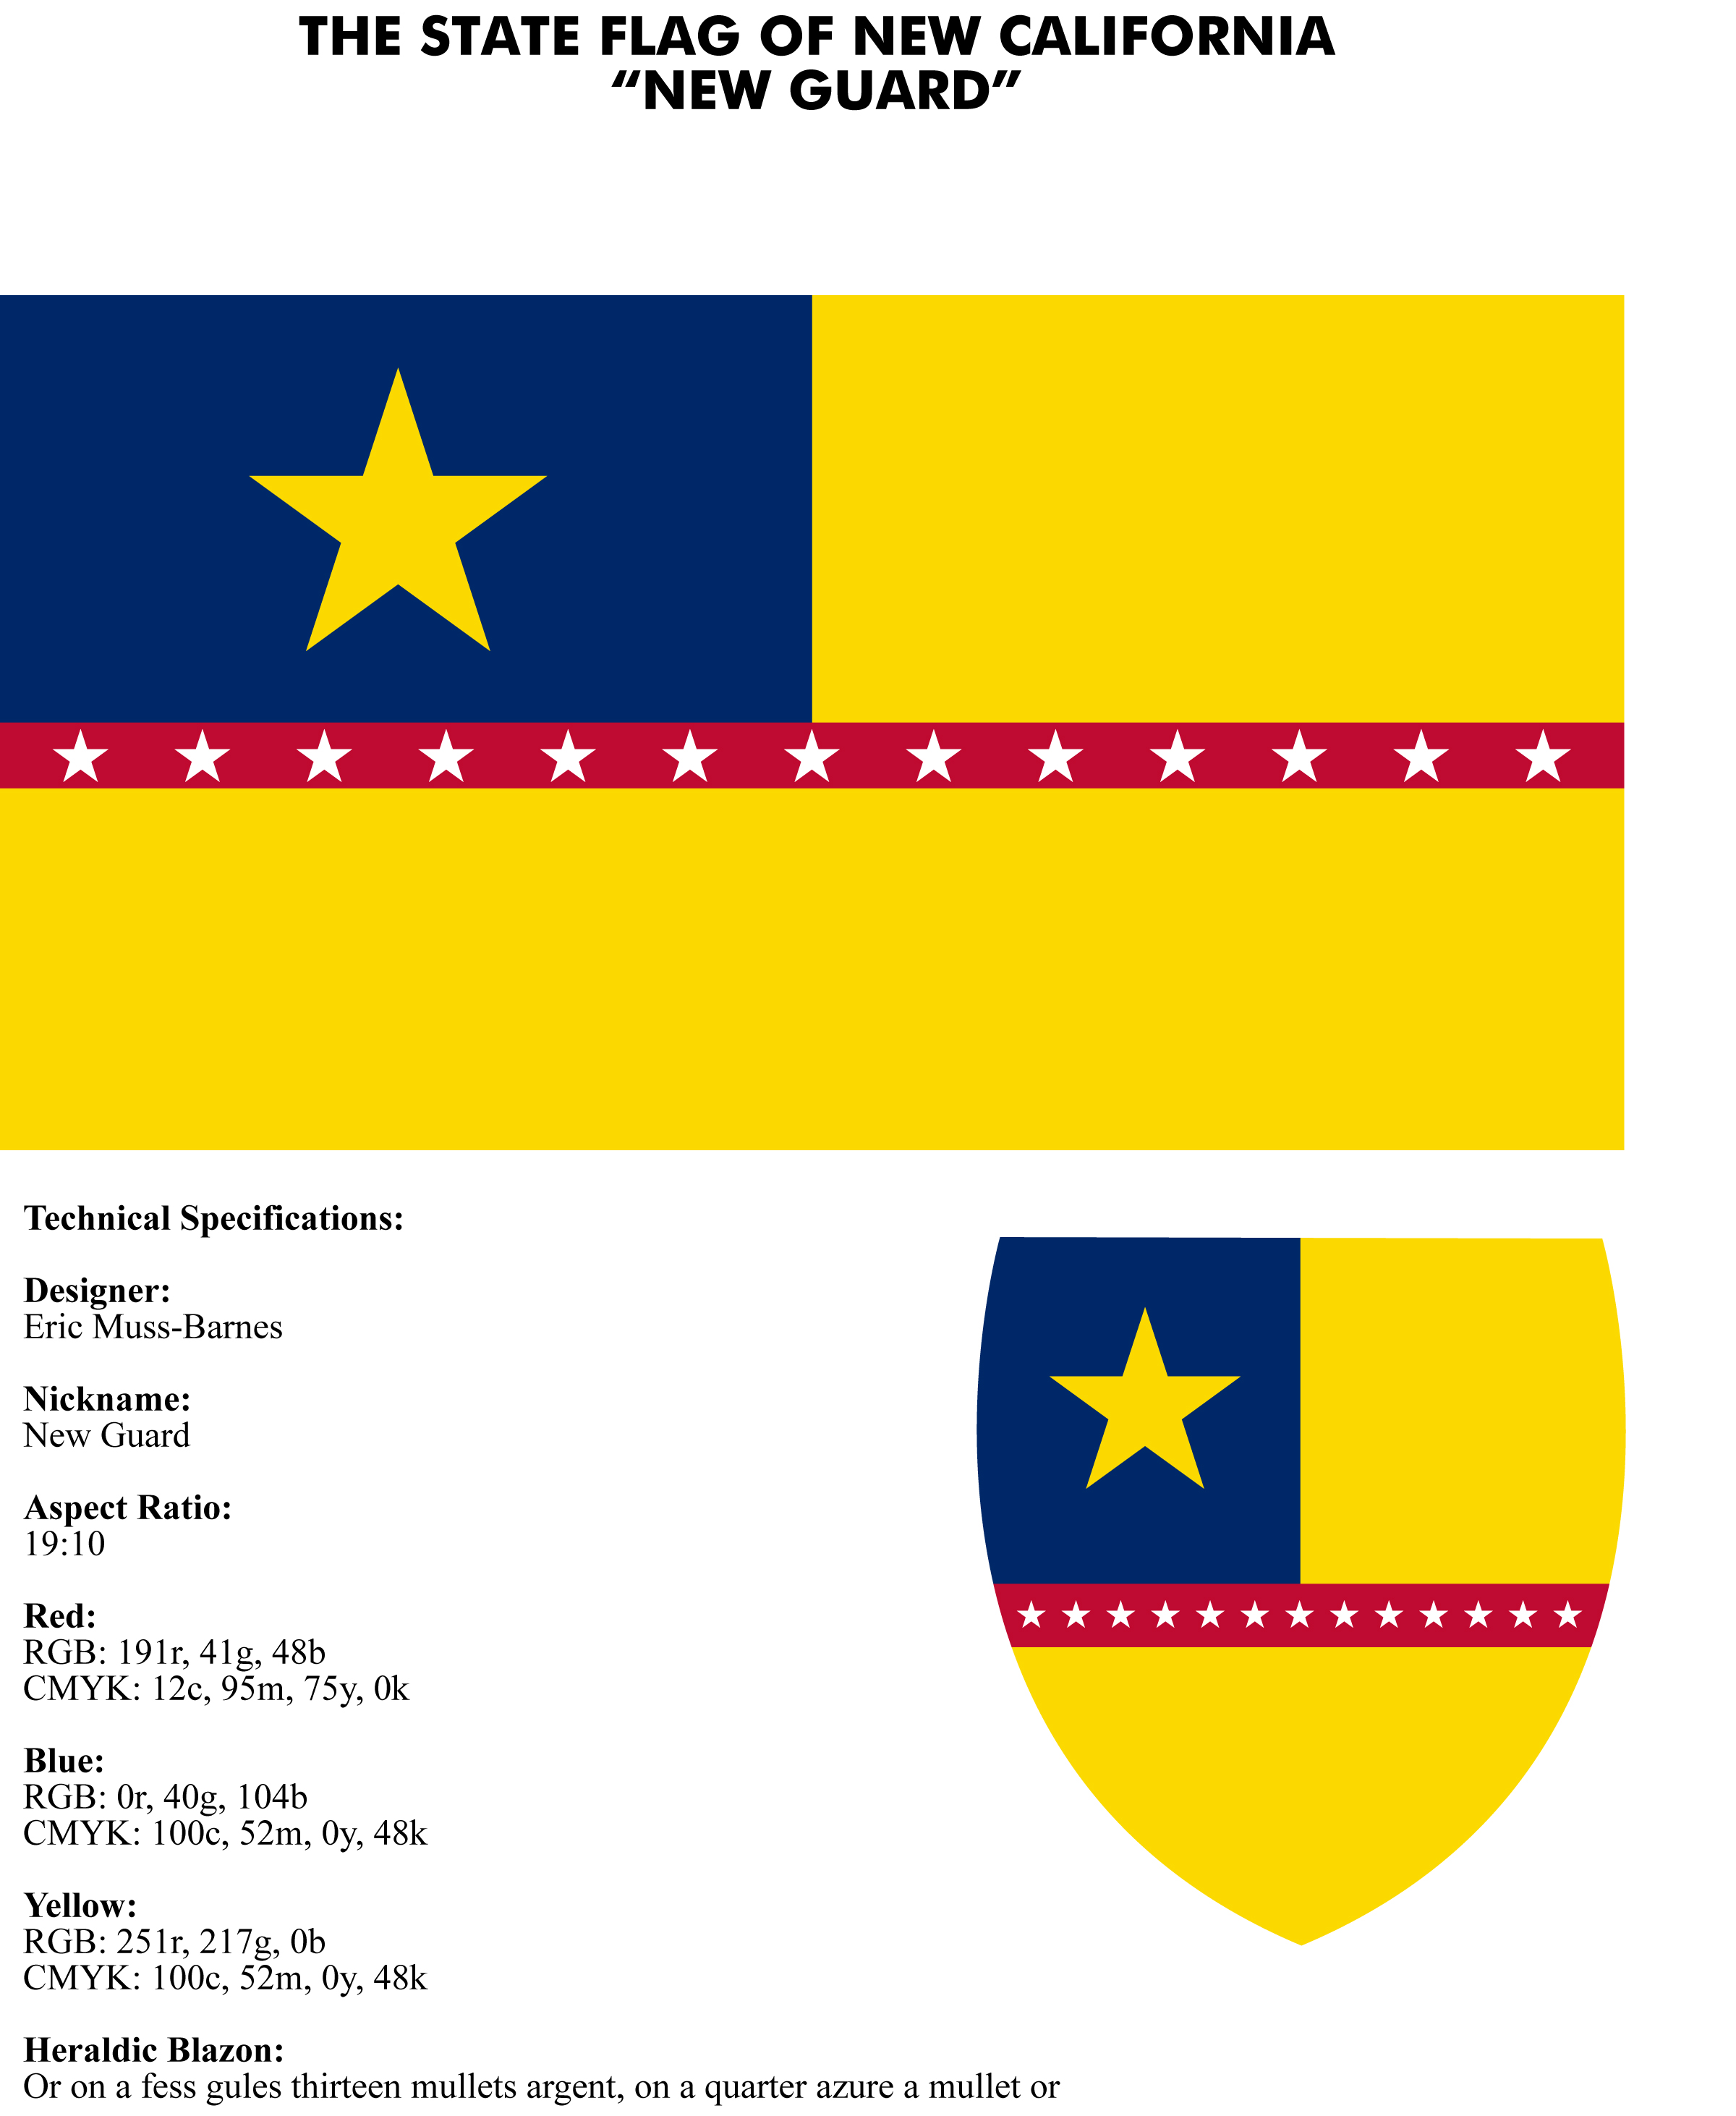 THE STATE FLAG OF NEW CALIFORNIA
“NEW GUARD”
Technical Specifications:
Designer:
Eric Muss-Barnes
Nickname:
New Guard
Aspect Ratio:
19:10
Red:
RGB: 191r, 41g, 48b
CMYK: 12c, 95m, 75y, 0k
Blue:
RGB: 0r, 40g, 104b
CMYK: 100c, 52m, 0y, 48k
Yellow:
RGB: 251r, 217g, 0b
CMYK: 100c, 52m, 0y, 48k
Heraldic Blazon:
Or on a fess gules thirteen mullets argent, on a quarter azure a mullet or